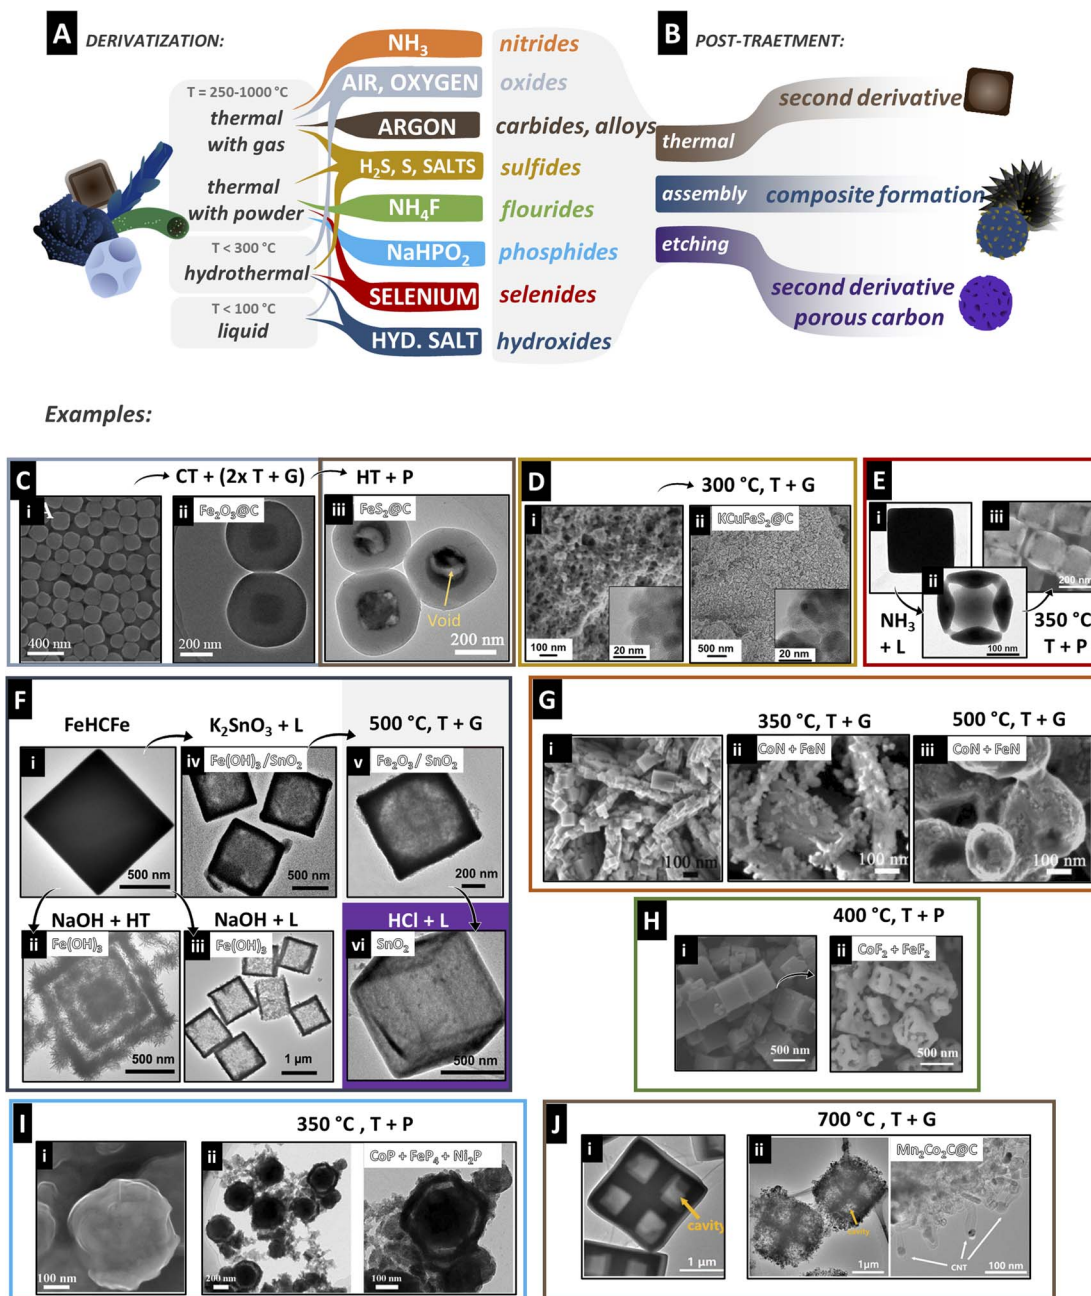 A DERIVATIZATION:
T = 250-1000 °C
thermal
with gas
thermal
with powder
T < 300 °C
hydrothermal
T < 100 °C
liquid
NH₃ nitrides
AIR, OXYGEN oxides
ARGON carbides, alloys
H₂S, S, SALTS sulfides
NH₄F flourides
NaHPO₂ phosphides
SELENIUM selenides
HYD. SALT hydroxides
B POST-TRAETMENT:
thermal second derivative
assembly composite formation
etching second derivative
porous carbon
Examples:
C CT + (2x T + G) HT + P
i A
400 nm
ii Fe₂O₃@C
200 nm
iii FeS₂@C
Void
200 nm
D 300 °C, T + G
i
100 nm 20 nm
ii KCuFeS₂@C
500 nm 20 nm
E
i
ii
100 nm
iii
200 nm
NH₃
+ L
350 °C
T + P
F
FeHCFe K₂SnO₃ + L 500 °C, T + G
i
500 nm
iv Fe(OH)₃/SnO₂
500 nm
v Fe₂O₃/ SnO₂
200 nm
NaOH + HT NaOH + L HCl + L
ii Fe(OH)₃
500 nm
iii Fe(OH)₃
1 µm
vi SnO₂
500 nm
G 350 °C, T + G 500 °C, T + G
i
100 nm
ii CoN + FeN
100 nm
iii CoN + FeN
100 nm
H 400 °C, T + P
i
500 nm
ii CoF₂ + FeF₂
500 nm
I 350 °C , T + P
i
100 nm
ii CoP + FeP₄ + Ni₂P
200 nm 100 nm
J 700 °C, T + G
i
cavity
1 µm
ii Mn₂Co₂C@C
cavity
1µm
CNT 100 nm